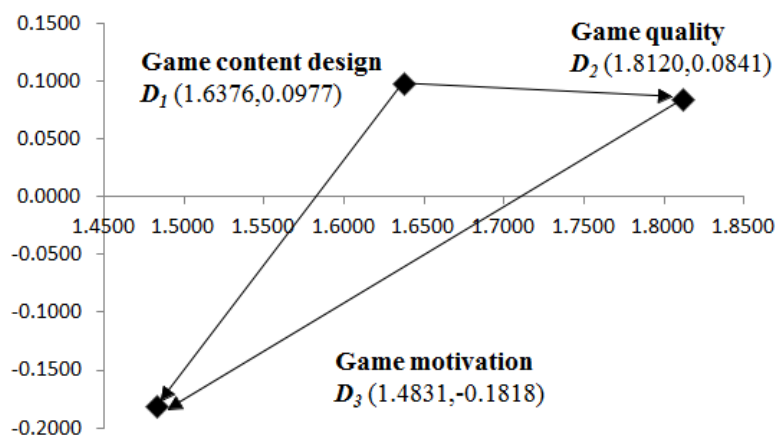 0.1500
Game quality
D2 (1.8120,0.0841)
Game content design
D1 (1.6376,0.0977)
0.1000
0.0500
0.0000
1.4500 1.5000 1.5500 1.6000 1.6500 1.7000 1.7500 1.8000 1.8500
-0.0500
-0.1000
-0.1500
Game motivation
D3 (1.4831,-0.1818)
-0.2000